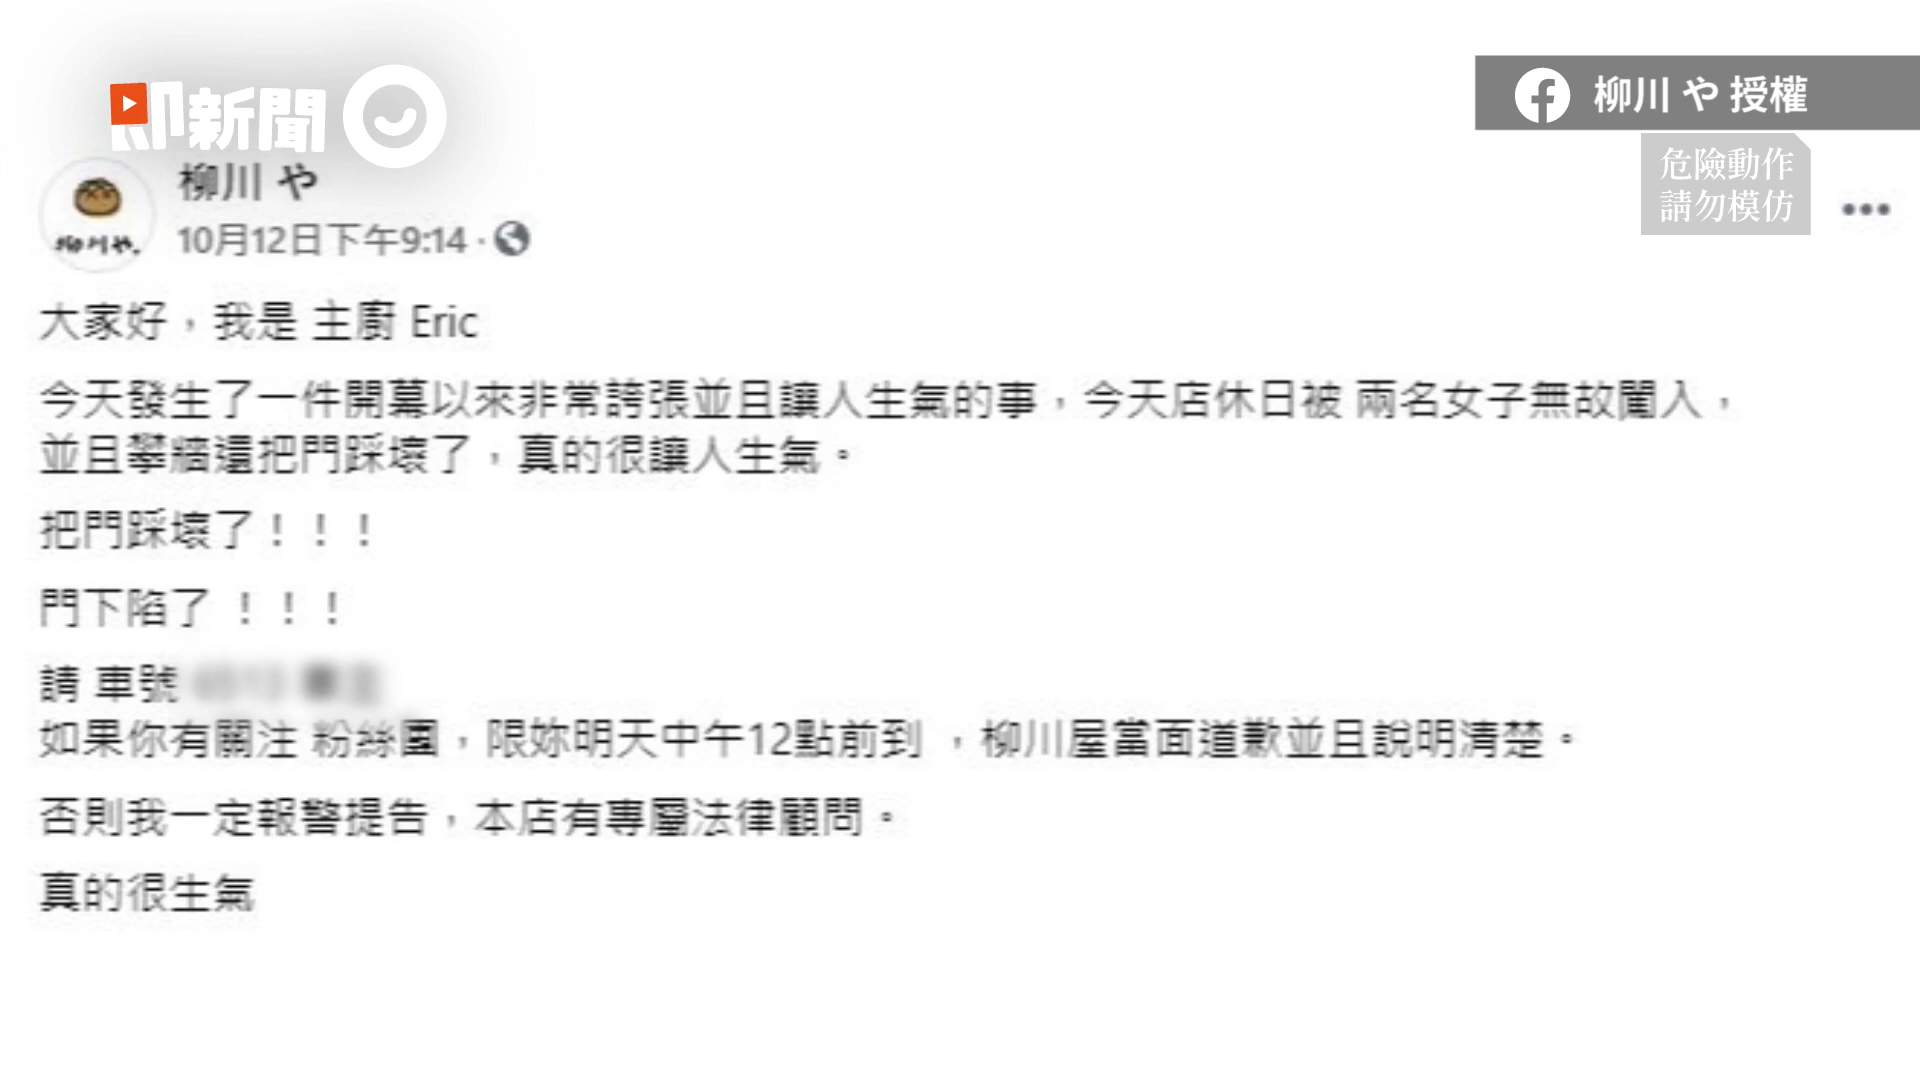 即新聞
柳川 や 授權
危險動作
請勿模仿
柳川 や
柳川や.
10月12日下午9:14
大家好，我是 主廚 Eric
今天發生了一件開幕以來非常誇張並且讓人生氣的事，今天店休日被 兩名女子無故闖入，
並且攀牆還把門踩壞了，真的很讓人生氣。
把門踩壞了！！！
門下陷了 ！！！
請 車號
如果你有關注 粉絲團，限妳明天中午12點前到 ，柳川屋當面道歉並且說明清楚。
否則我一定報警提告，本店有專屬法律顧問。
真的很生氣